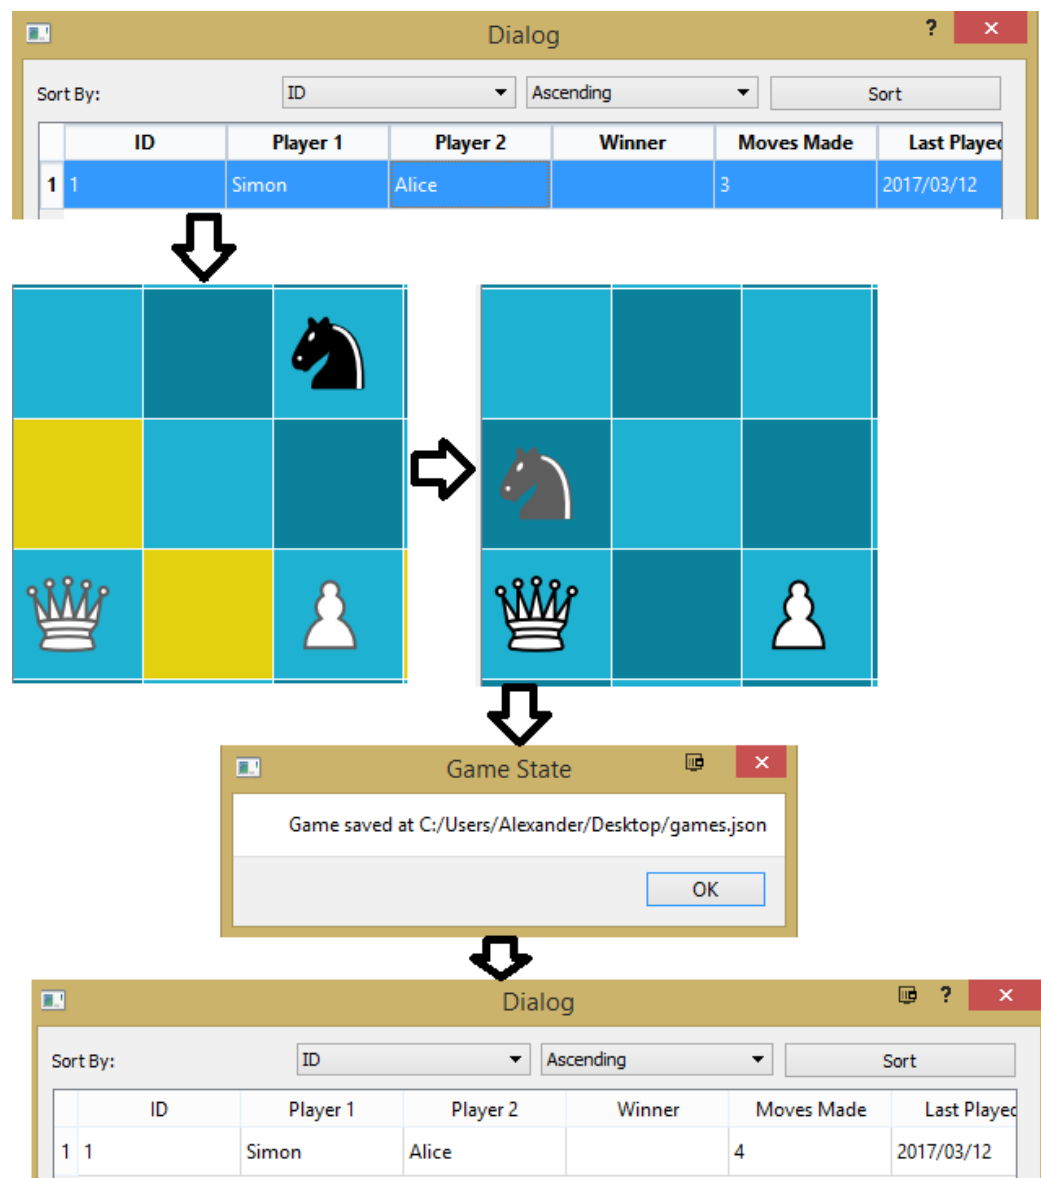 Dialog
?
Sort By: ID Ascending Sort
ID Player 1 Player 2 Winner Moves Made Last Played
1 1 Simon Alice 3 2017/03/12
Game State
Game saved at C:/Users/Alexander/Desktop/games.json
OK
Dialog
?
Sort By: ID Ascending Sort
ID Player 1 Player 2 Winner Moves Made Last Played
1 1 Simon Alice 4 2017/03/12